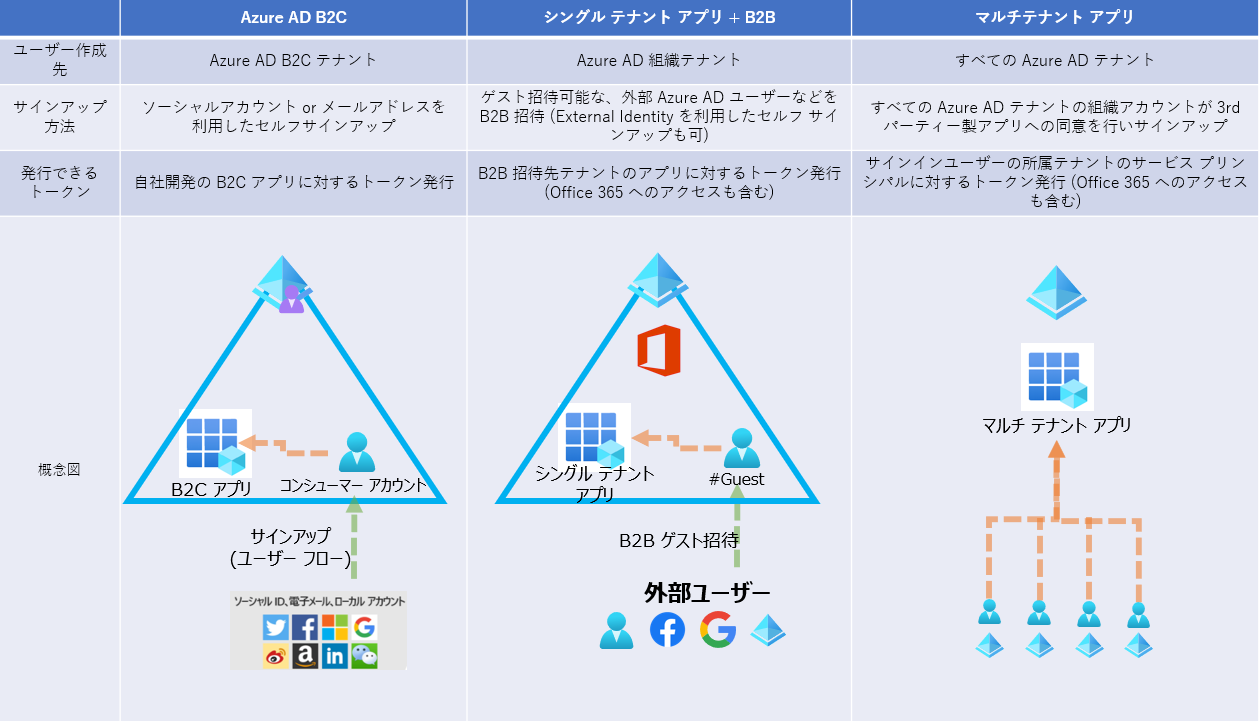 Azure AD B2C
シングル テナント アプリ + B2B
マルチテナント アプリ
ユーザー作成
先
Azure AD B2C テナント
Azure AD 組織テナント
すべての Azure AD テナント
サインアップ
方法
ソーシャルアカウント or メールアドレスを
利用したセルフサインアップ
ゲスト招待可能な、外部 Azure AD ユーザーなどを
B2B 招待 (External Identity を利用したセルフ サイ
ンアップも可)
すべての Azure AD テナントの組織アカウントが 3rd
パーティー製アプリへの同意を行いサインアップ
発行できる
トークン
自社開発の B2C アプリに対するトークン発行
B2B 招待先テナントのアプリに対するトークン発行
(Office 365 へのアクセスも含む)
サインインユーザーの所属テナントのサービス プリン
シパルに対するトークン発行 (Office 365 へのアクセス
も含む)
概念図
B2C アプリ
コンシューマー アカウント
サインアップ
(ユーザー フロー)
ソーシャル ID、電子メール、ローカル アカウント
シングル テナント
アプリ
#Guest
B2B ゲスト招待
外部ユーザー
マルチ テナント アプリ